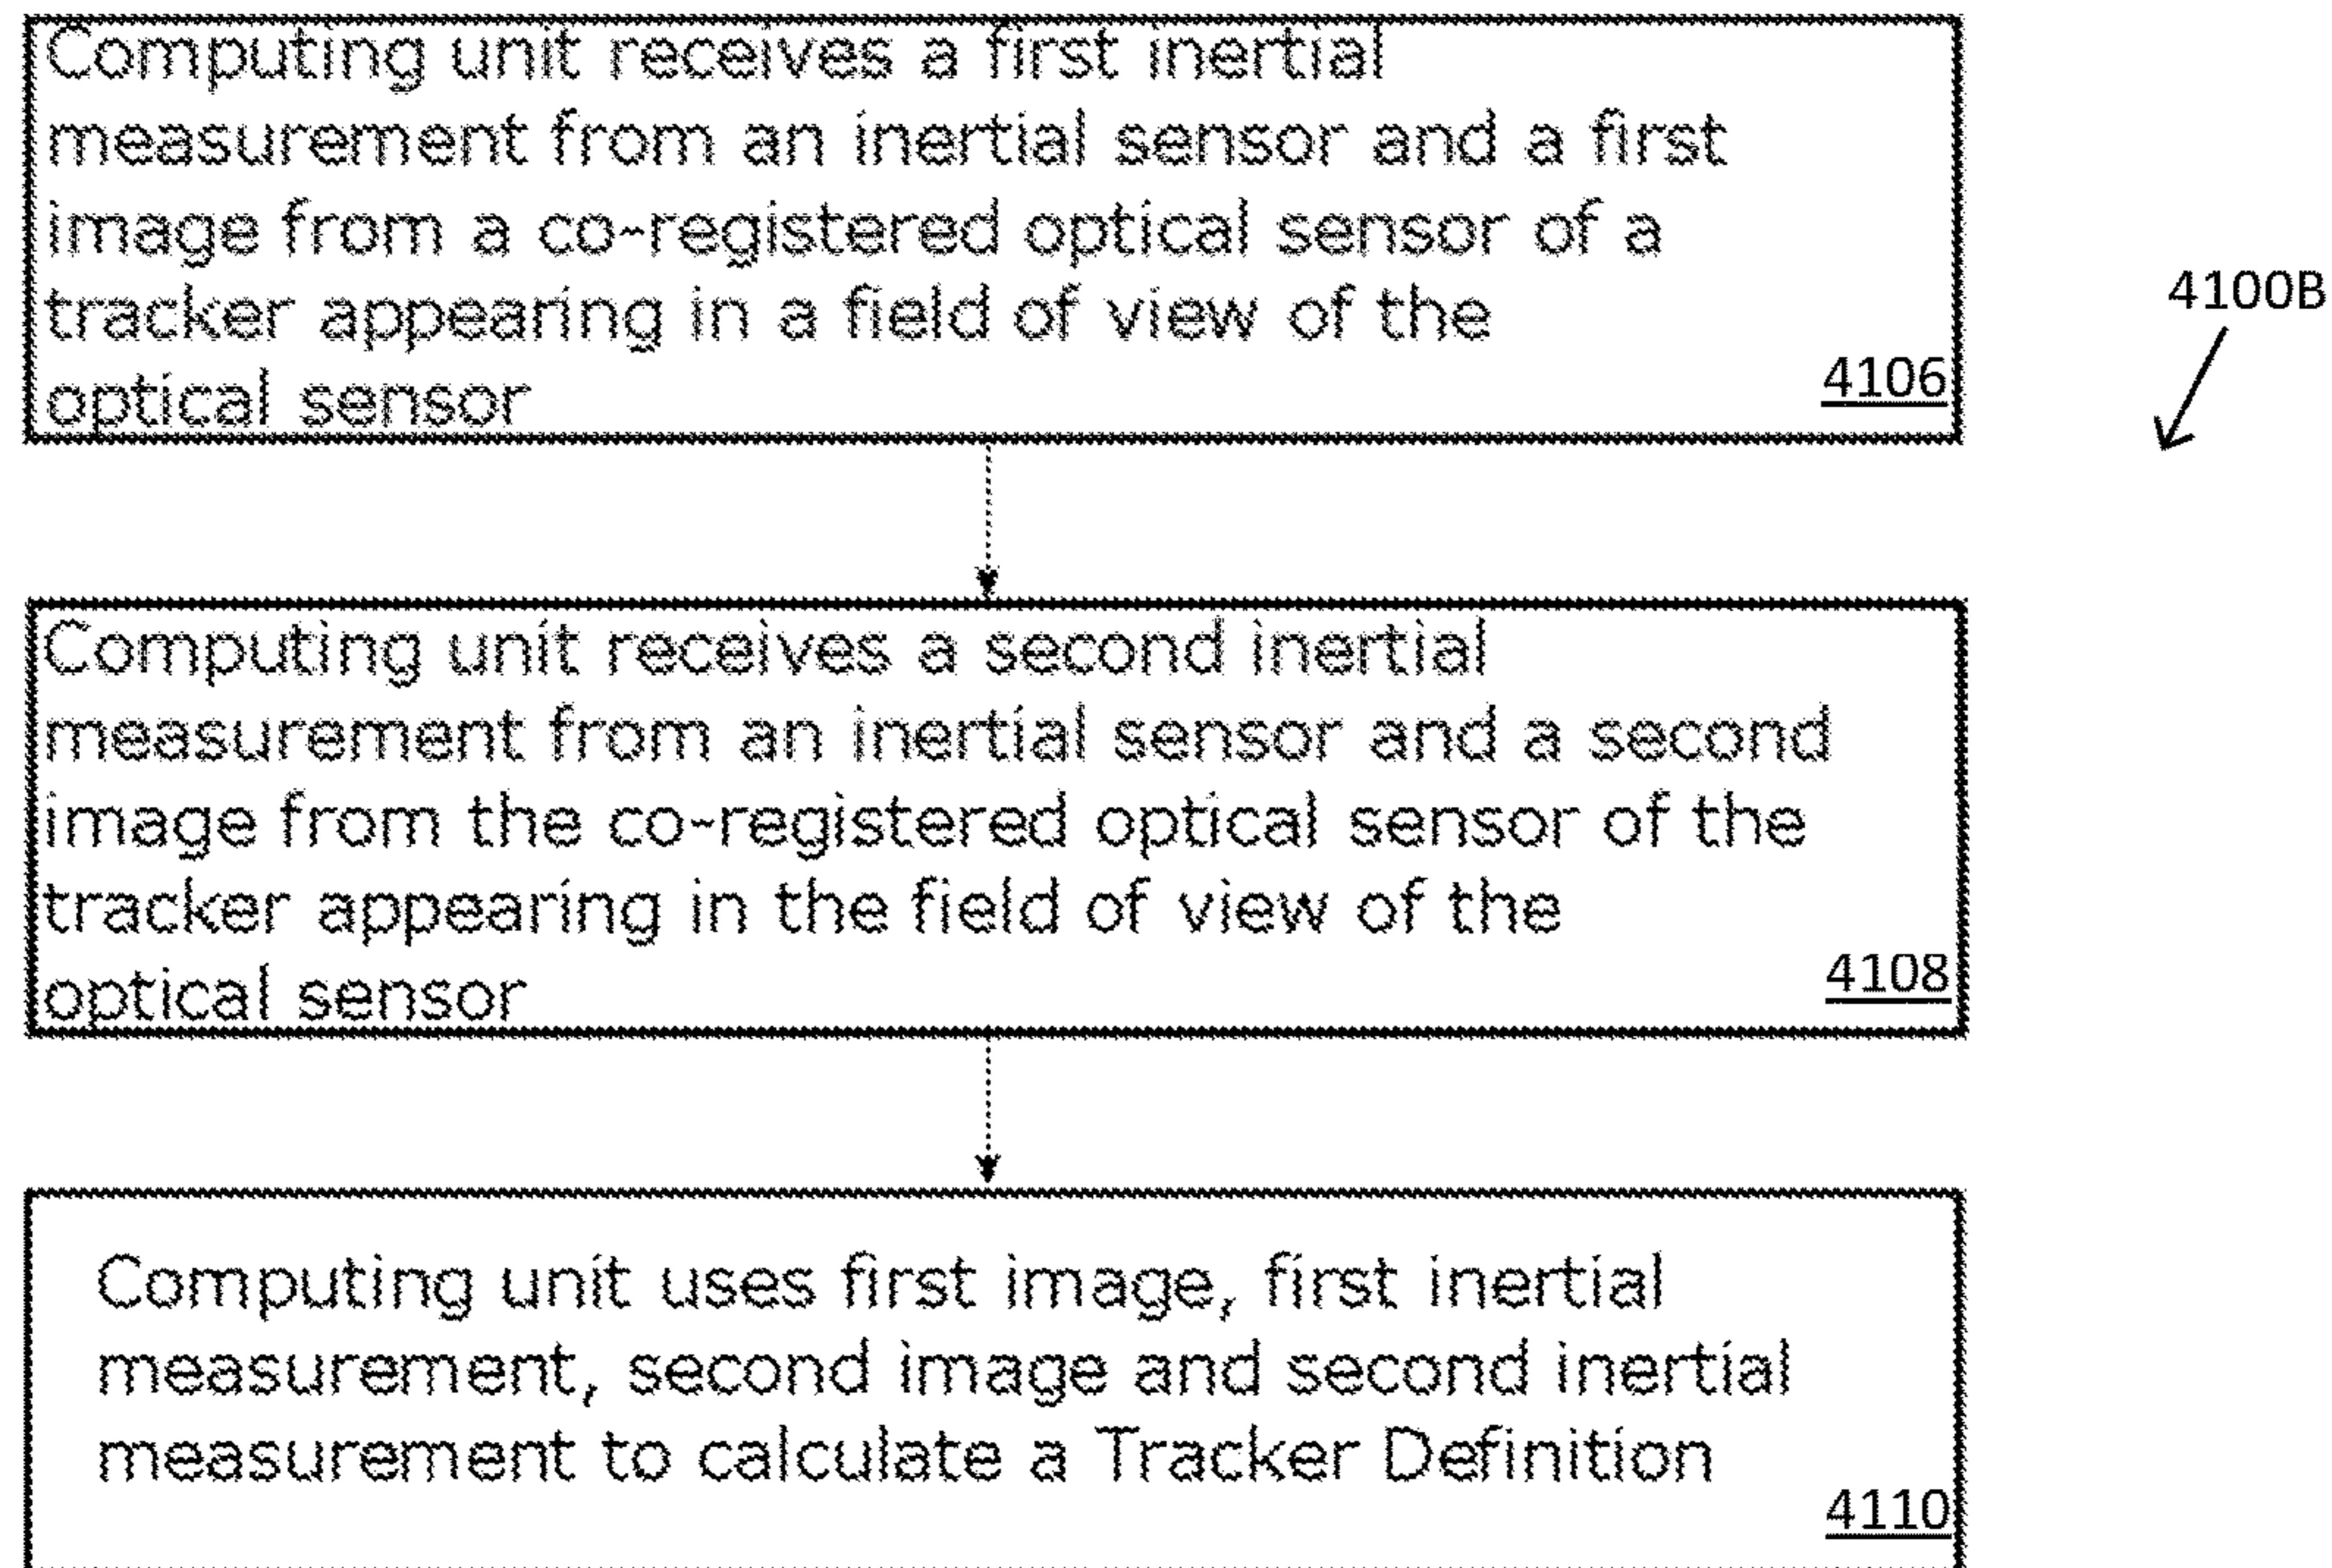 Computing unit receives a first inertial
measurement from an inertial sensor and a first
image from a co-registered optical sensor of a
tracker appearing in a field of view of the
optical sensor
4106
4100B
Computing unit receives a second inertial
measurement from an inertial sensor and a second
image from the co-registered optical sensor of the
tracker appearing in the field of view of the
optical sensor
4108
Computing unit uses first image, first inertial
measurement, second image and second inertial
measurement to calculate a Tracker Definition
4110